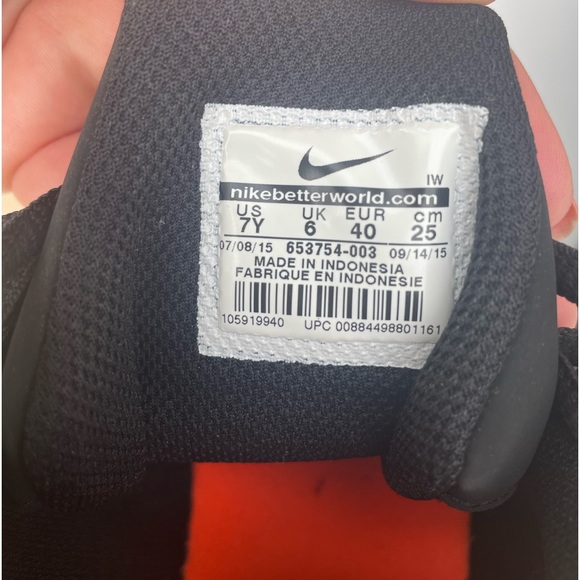 IW
nikebetterworld.com
US UK EUR cm
7Y 6 40 25
07/08/15 653754-003 09/14/15
MADE IN INDONESIA
FABRIQUE EN INDONESIE
105919940 UPC 00884498801161